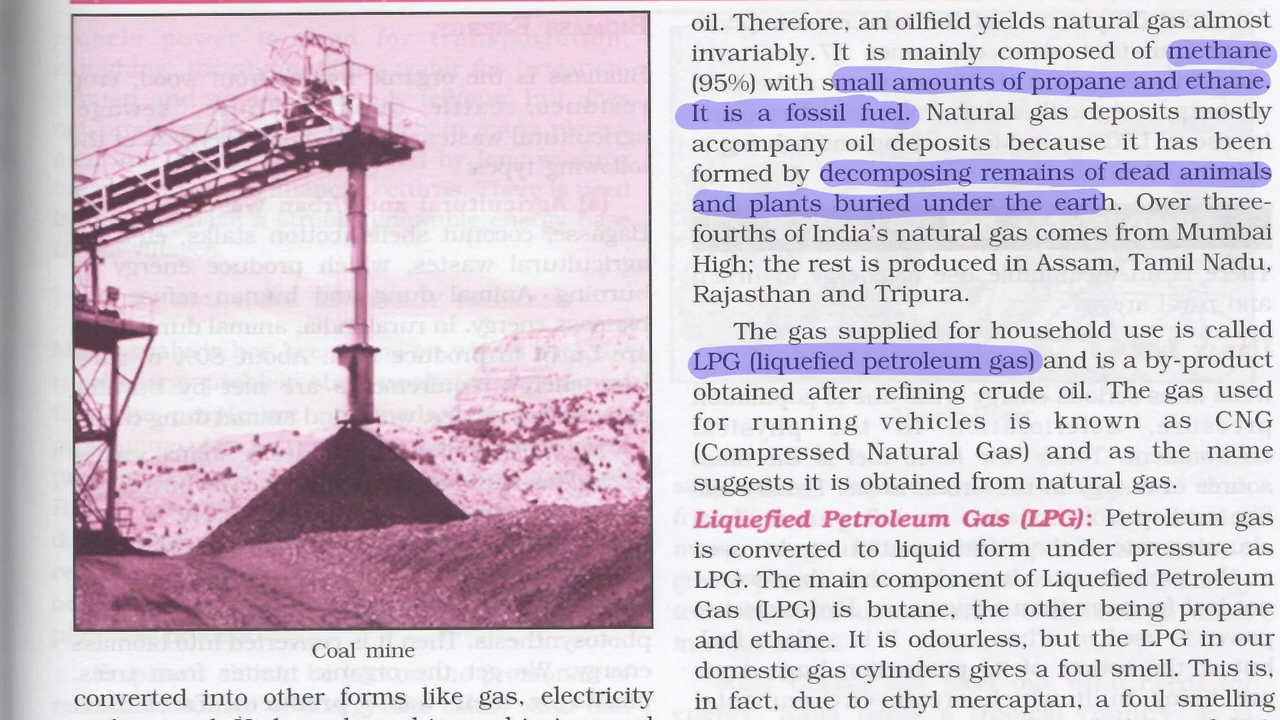 Coal mine
converted into other forms like gas, electricity
oil. Therefore, an oilfield yields natural gas almost
invariably. It is mainly composed of methane
(95%) with small amounts of propane and ethane.
It is a fossil fuel. Natural gas deposits mostly
accompany oil deposits because it has been
formed by decomposing remains of dead animals
and plants buried under the earth. Over three-
fourths of India's natural gas comes from Mumbai
High; the rest is produced in Assam, Tamil Nadu,
Rajasthan and Tripura.
The gas supplied for household use is called
LPG (liquefied petroleum gas) and is a by-product
obtained after refining crude oil. The gas used
for running vehicles is known as CNG
(Compressed Natural Gas) and as the name
suggests it is obtained from natural gas.
Liquefied Petroleum Gas (LPG): Petroleum gas
is converted to liquid form under pressure as
LPG. The main component of Liquefied Petroleum
Gas (LPG) is butane, the other being propane
and ethane. It is odourless, but the LPG in our
domestic gas cylinders gives a foul smell. This is,
in fact, due to ethyl mercaptan, a foul smelling